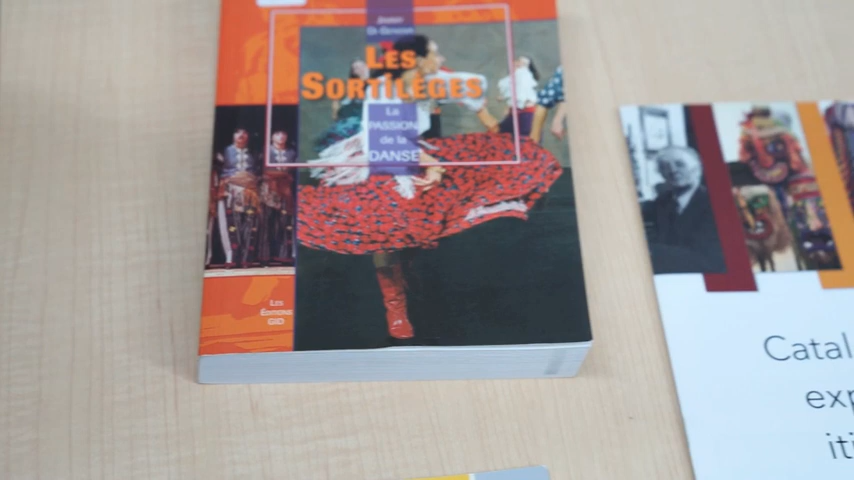 Les
Sortilèges
La
PASSION
de la
DANSE
Les
Éditions
GID
Catal
exp
iti